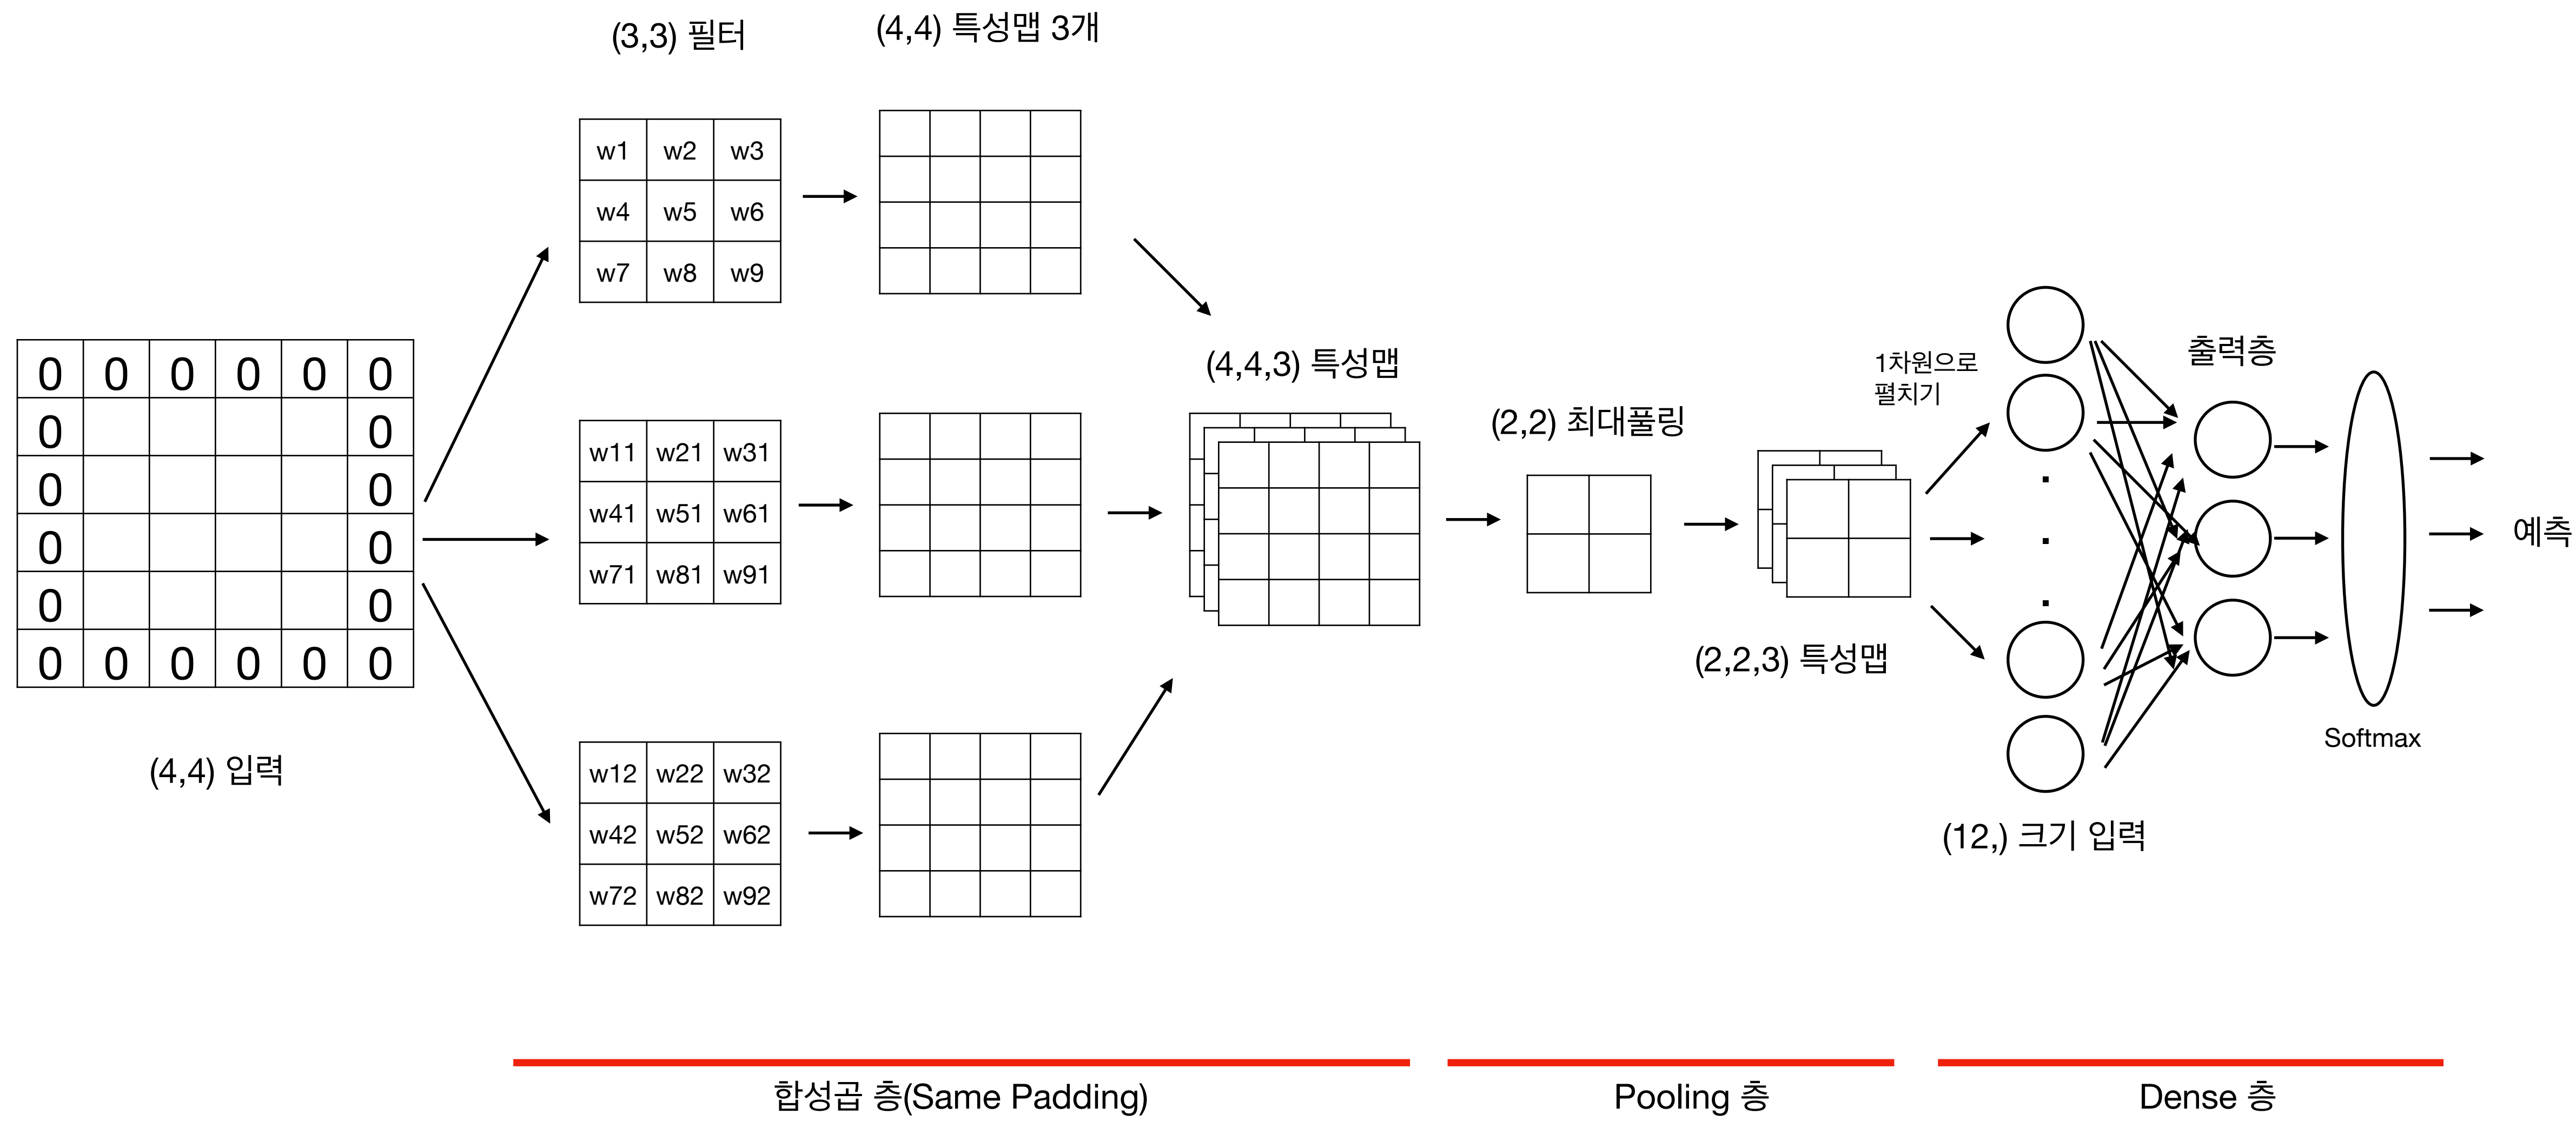 (3,3) 필터
(4,4) 특성맵 3개
w1 w2 w3
w4 w5 w6
w7 w8 w9
0 0 0 0 0 0
0 0
0 0
0 0
0 0
0 0 0 0 0 0
(4,4) 입력
w11 w21 w31
w41 w51 w61
w71 w81 w91
w12 w22 w32
w42 w52 w62
w72 w82 w92
(4,4,3) 특성맵
(2,2) 최대풀링
(2,2,3) 특성맵
1차원으로
펼치기
(12,) 크기 입력
출력층
Softmax
예측
합성곱 층(Same Padding)
Pooling 층
Dense 층